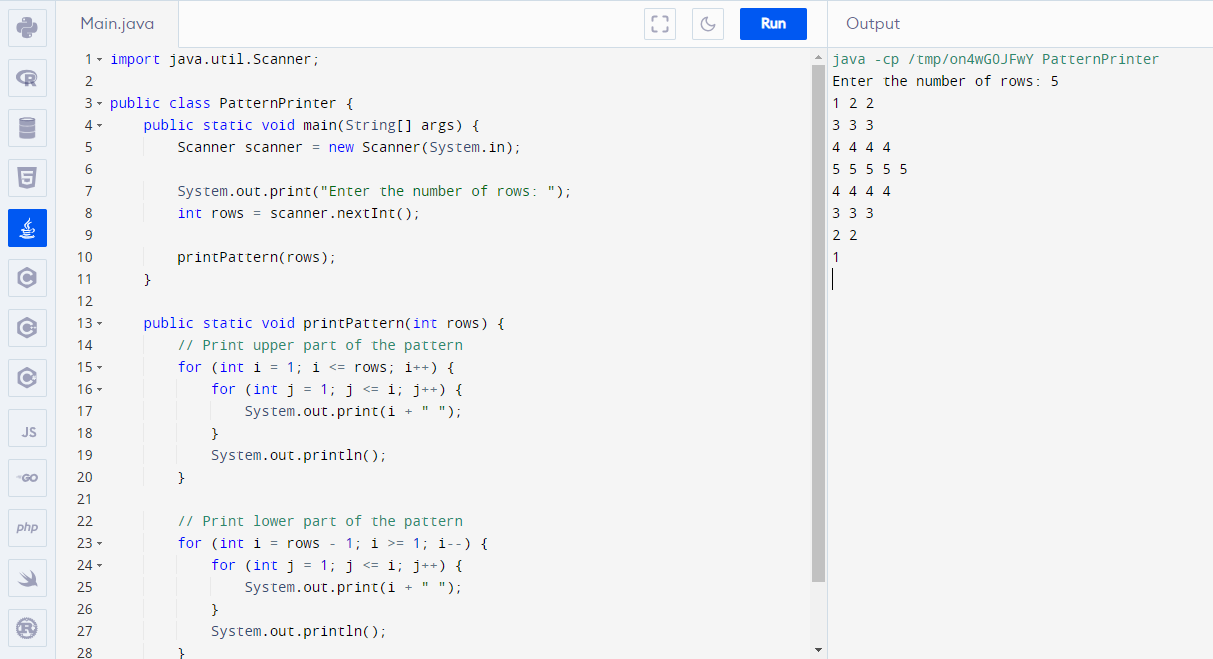 Main.java
Run
Output
1 import java.util.Scanner;
2
3 public class PatternPrinter {
4     public static void main(String[] args) {
5         Scanner scanner = new Scanner(System.in);
6
7         System.out.print("Enter the number of rows: ");
8         int rows = scanner.nextInt();
9
10         printPattern(rows);
11     }
12
13     public static void printPattern(int rows) {
14         // Print upper part of the pattern
15         for (int i = 1; i <= rows; i++) {
16             for (int j = 1; j <= i; j++) {
17                 System.out.print(i + " ");
18             }
19             System.out.println();
20         }
21
22         // Print lower part of the pattern
23         for (int i = rows - 1; i >= 1; i--) {
24             for (int j = 1; j <= i; j++) {
25                 System.out.print(i + " ");
26             }
27             System.out.println();
28         }
java -cp /tmp/on4wGOJFwY PatternPrinter
Enter the number of rows: 5
1 2 2
3 3 3
4 4 4 4
5 5 5 5 5
4 4 4 4
3 3 3
2 2
1
R
5
C
C
C
JS
GO
php
R